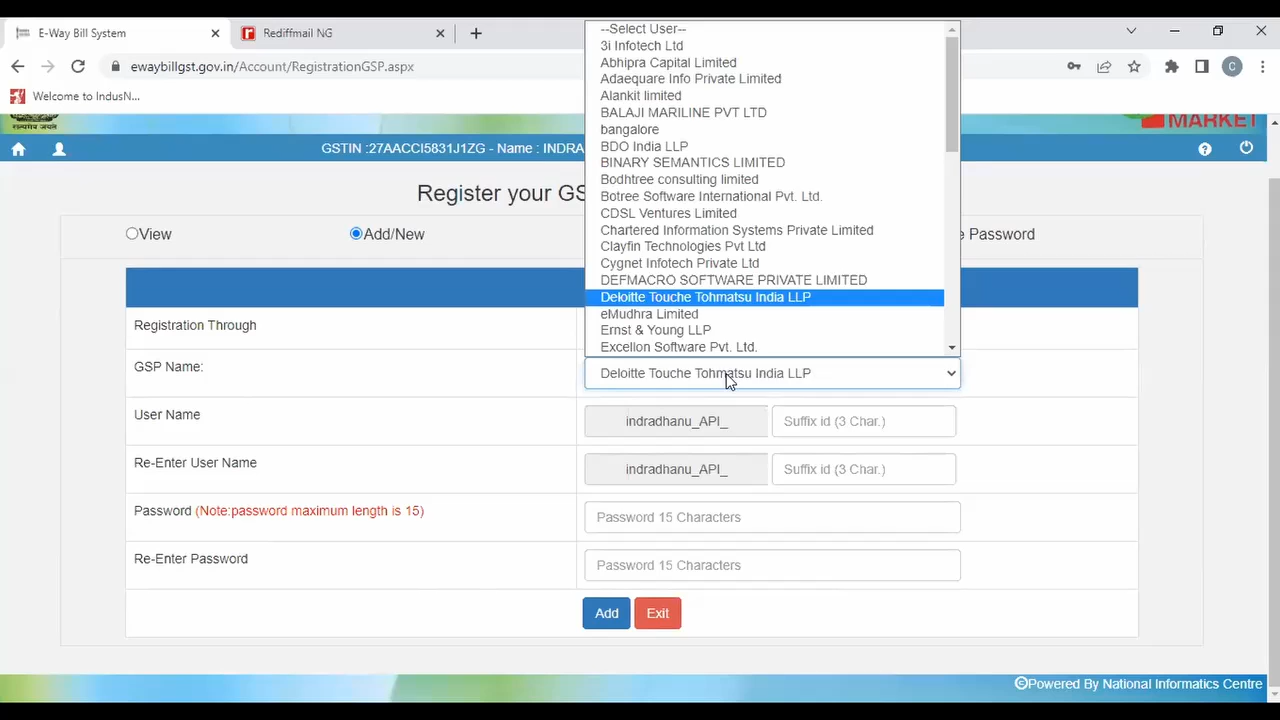 E-Way Bill System
Rediffmail NG
ewaybillgst.gov.in/Account/RegistrationGSP.aspx
C
Welcome to IndusN...
सत्यमेव जयते
MARKET
GSTIN :27AACCI5831J1ZG - Name : INDRA
Register your GS
View
Add/New
e Password
--Select User--
3i Infotech Ltd
Abhipra Capital Limited
Adaequare Info Private Limited
Alankit limited
BALAJI MARILINE PVT LTD
bangalore
BDO India LLP
BINARY SEMANTICS LIMITED
Bodhtree consulting limited
Botree Software International Pvt. Ltd.
CDSL Ventures Limited
Chartered Information Systems Private Limited
Clayfin Technologies Pvt Ltd
Cygnet Infotech Private Ltd
DEFMACRO SOFTWARE PRIVATE LIMITED
Deloitte Touche Tohmatsu India LLP
eMudhra Limited
Ernst & Young LLP
Excellon Software Pvt. Ltd.
Registration Through
GSP Name:
Deloitte Touche Tohmatsu India LLP
User Name
indradhanu_API_
Suffix id (3 Char.)
Re-Enter User Name
indradhanu_API_
Suffix id (3 Char.)
Password (Note:password maximum length is 15)
Password 15 Characters
Re-Enter Password
Password 15 Characters
Add
Exit
Powered By National Informatics Centre